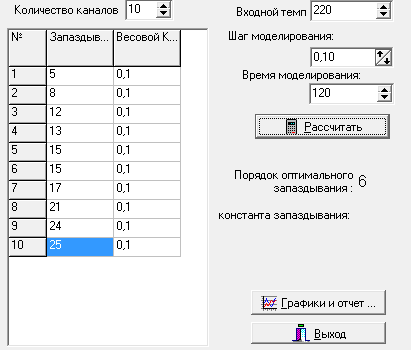 Количество каналов 10
№ Запаздыв... Весовой К...
1 5 0,1
2 8 0,1
3 12 0,1
4 13 0,1
5 15 0,1
6 15 0,1
7 17 0,1
8 21 0,1
9 24 0,1
10 25 0,1
Входной темп 220
Шаг моделирования:
0,10
Время моделирования:
120
Рассчитать
Порядок оптимального
запаздывания : 6
константа запаздывания:
Графики и отчет ...
Выход